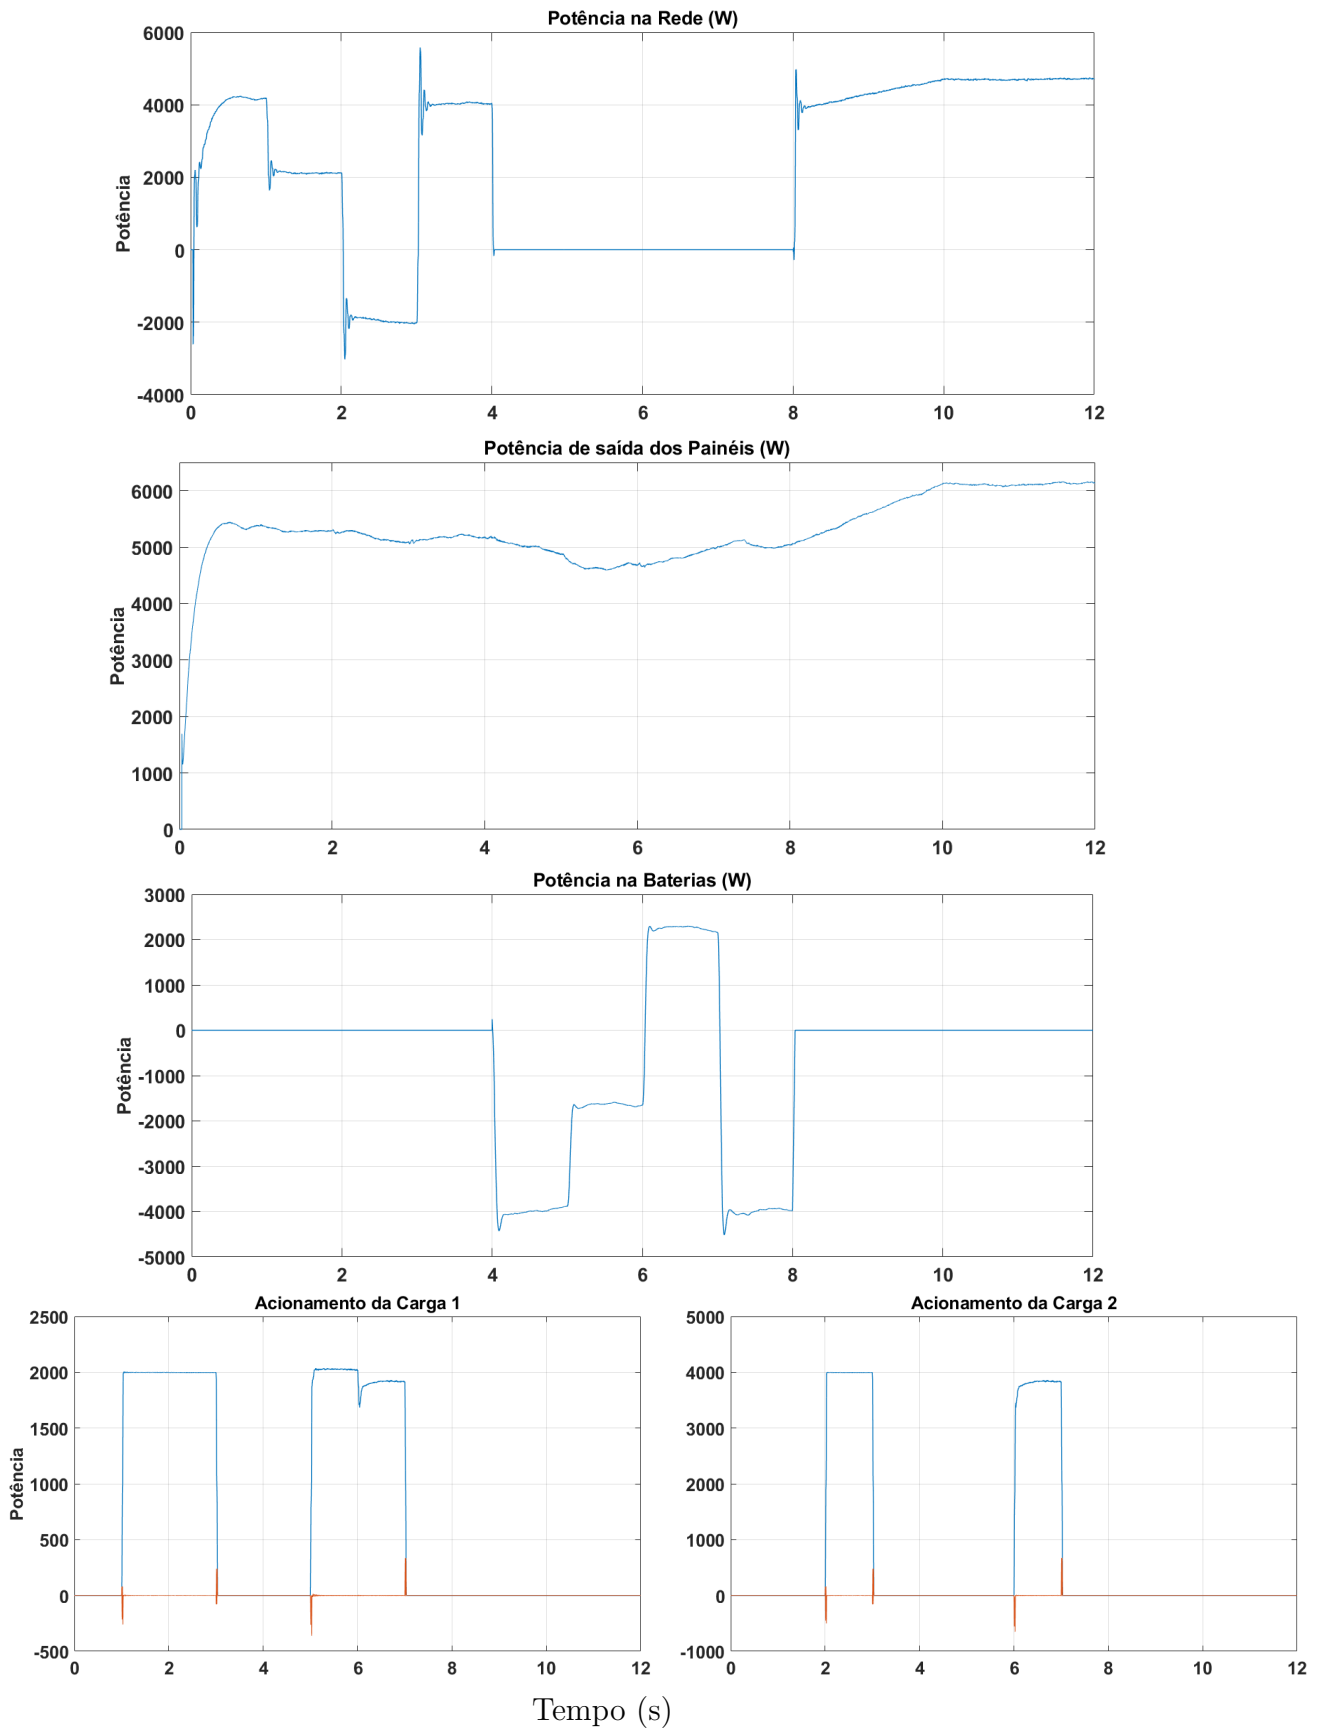 Potência na Rede (W)
6000
4000
2000
0
-2000
-4000
Potência
0 2 4 6 8 10 12
Potência de saída dos Painéis (W)
6000
5000
4000
3000
2000
1000
0
Potência
0 2 4 6 8 10 12
Potência na Baterias (W)
3000
2000
1000
0
-1000
-2000
-3000
-4000
-5000
Potência
0 2 4 6 8 10 12
Acionamento da Carga 1
2500
2000
1500
1000
500
0
-500
Potência
0 2 4 6 8 10 12
Acionamento da Carga 2
5000
4000
3000
2000
1000
0
-1000
0 2 4 6 8 10 12
Tempo (s)